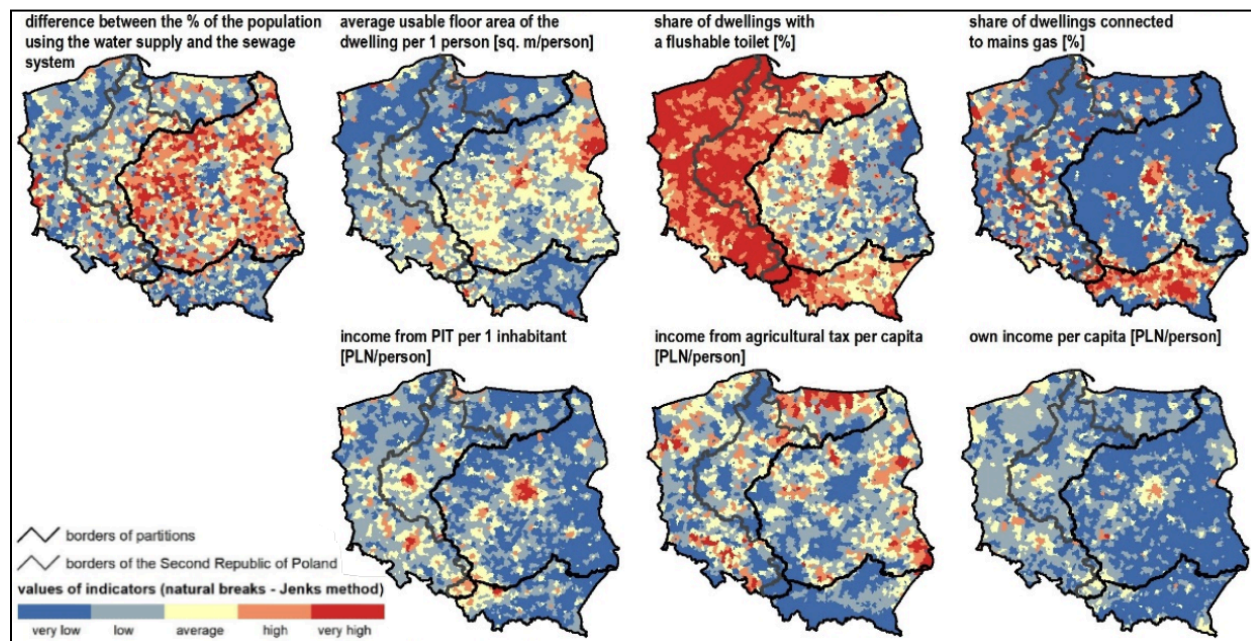 difference between the % of the population
using the water supply and the sewage
system
average usable floor area of the
dwelling per 1 person [sq. m/person]
share of dwellings with
a flushable toilet [%]
share of dwellings connected
to mains gas [%]
income from PIT per 1 inhabitant
[PLN/person]
income from agricultural tax per capita
[PLN/person]
own income per capita [PLN/person]
borders of partitions
borders of the Second Republic of Poland
values of indicators (natural breaks - Jenks method)
very low low average high very high